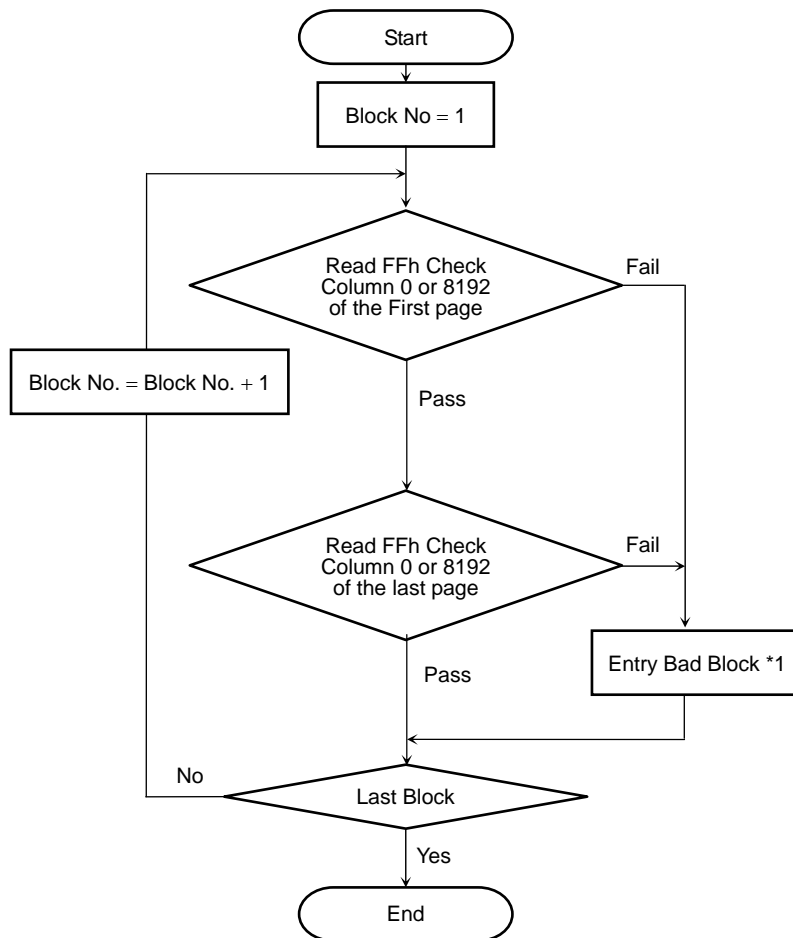 Start
Block No = 1
Read FFh Check
Column 0 or 8192
of the First page
Fail
Block No. = Block No. + 1
Pass
Read FFh Check
Column 0 or 8192
of the last page
Fail
Entry Bad Block *1
Pass
No
Last Block
Yes
End